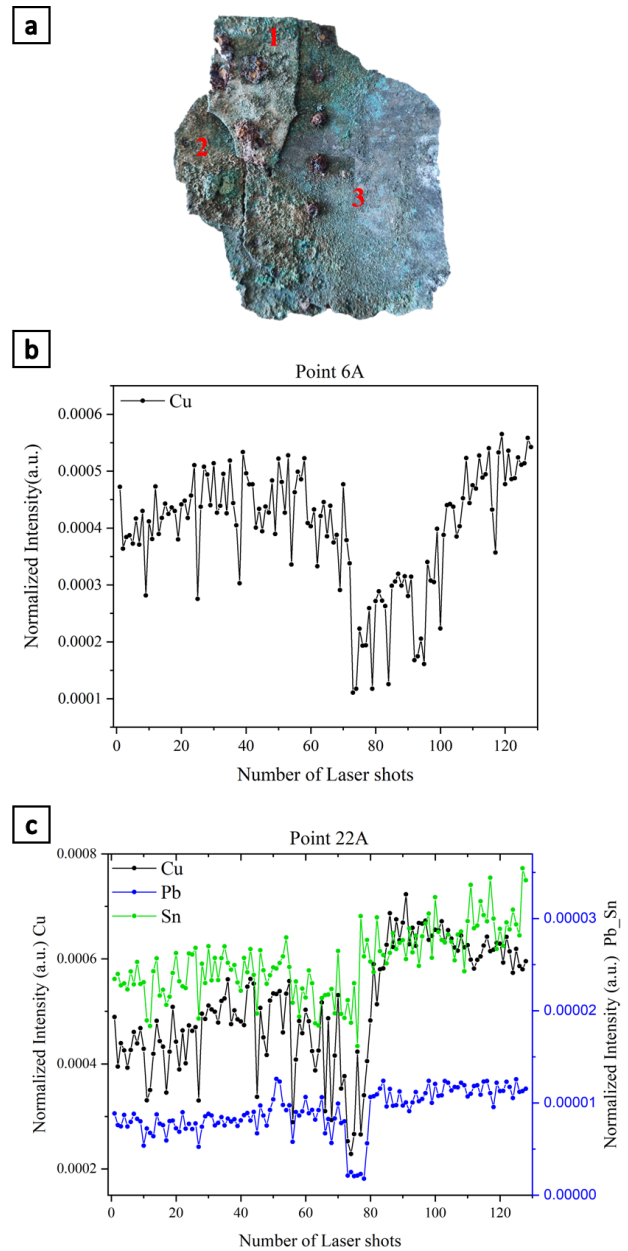 a
1
2
3
b
Point 6A
Cu
0.0006
0.0005
0.0004
0.0003
0.0002
0.0001
Normalized Intensity(a.u.)
0 20 40 60 80 100 120
Number of Laser shots
c
Point 22A
Cu
Pb
Sn
0.0008
0.0006
0.0004
0.0002
Normalized Intensity (a.u.) Cu
0.00003
0.00002
0.00001
0.00000
Normalized Intensity (a.u.) Pb_Sn
0 20 40 60 80 100 120
Number of Laser shots